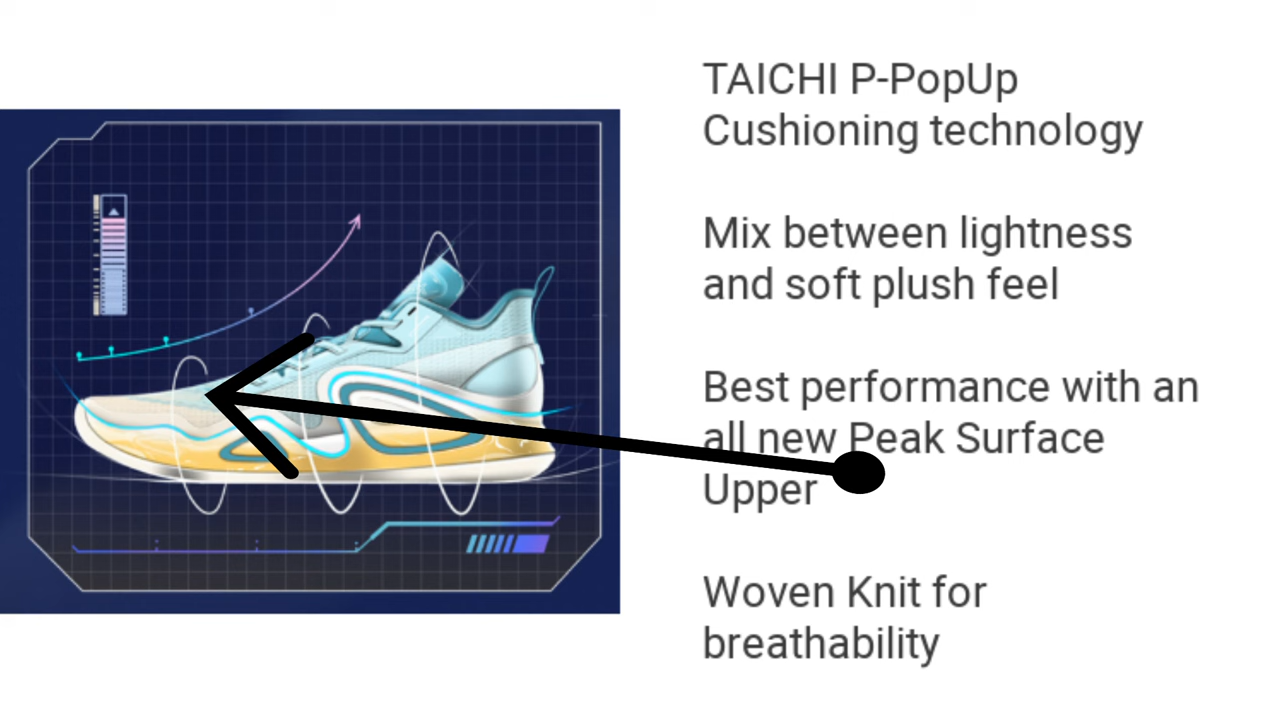 TAICHI P-PopUp
Cushioning technology
Mix between lightness
and soft plush feel
Best performance with an
all new Peak Surface
Upper
Woven Knit for
breathability